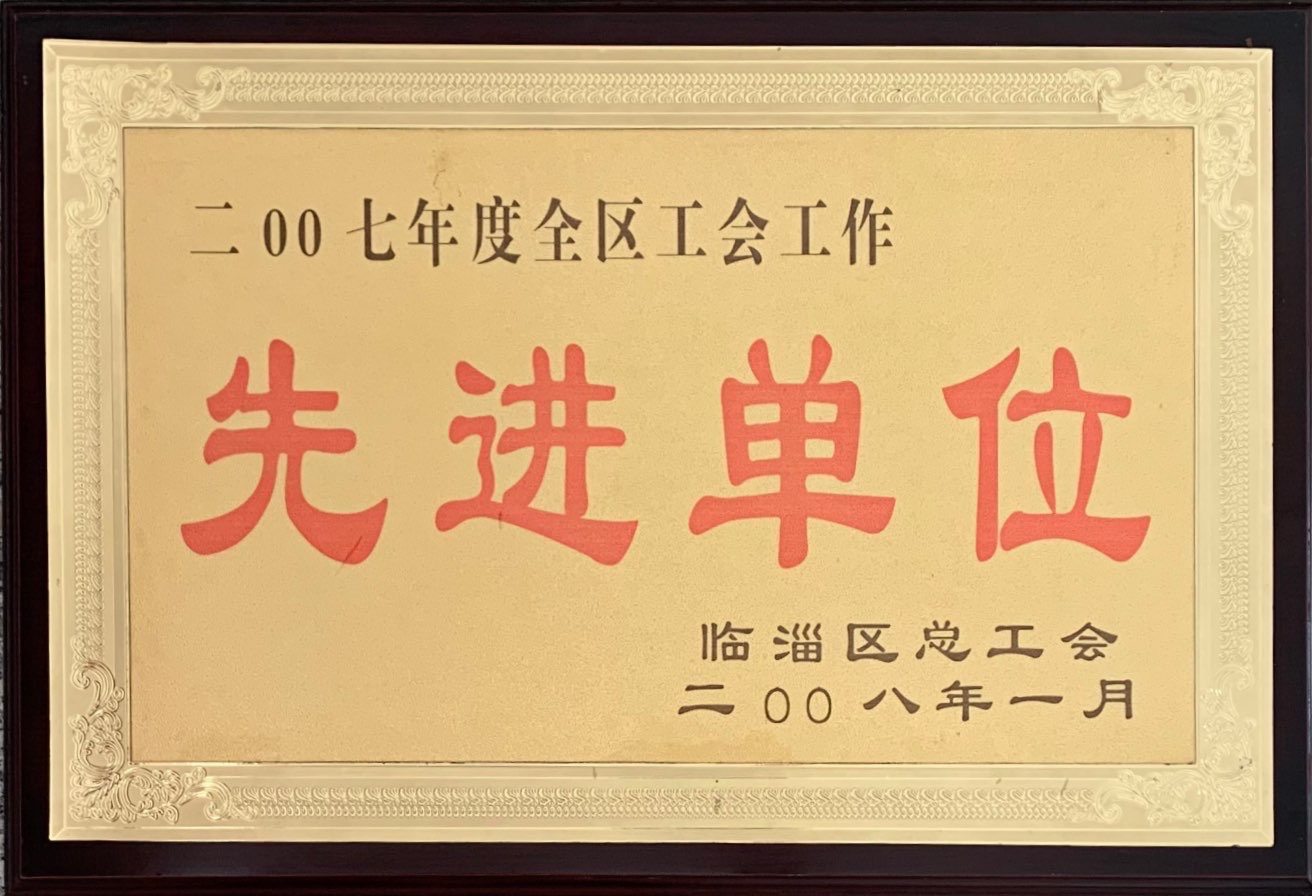 二00七年度全区工会工作
先进单位
临淄区总工会
二00八年一月